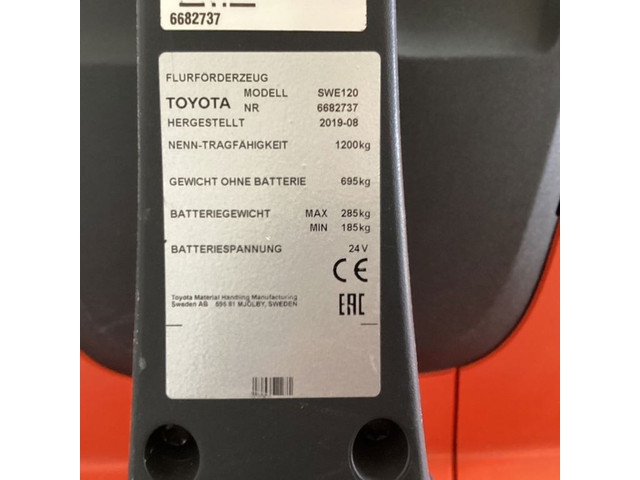 6682737
FLURFÖRDERZEUG
TOYOTA MODELL SWE120
NR 6682737
HERGESTELLT 2019-08
NENN-TRAGFÄHIGKEIT 1200kg
GEWICHT OHNE BATTERIE 695kg
BATTERIEGEWICHT MAX 285kg
MIN 185kg
BATTERIESPANNUNG 24V
CE
EAC
Toyota Material Handling Manufacturing
Sweden AB 595 81 MJÖLBY, SWEDEN